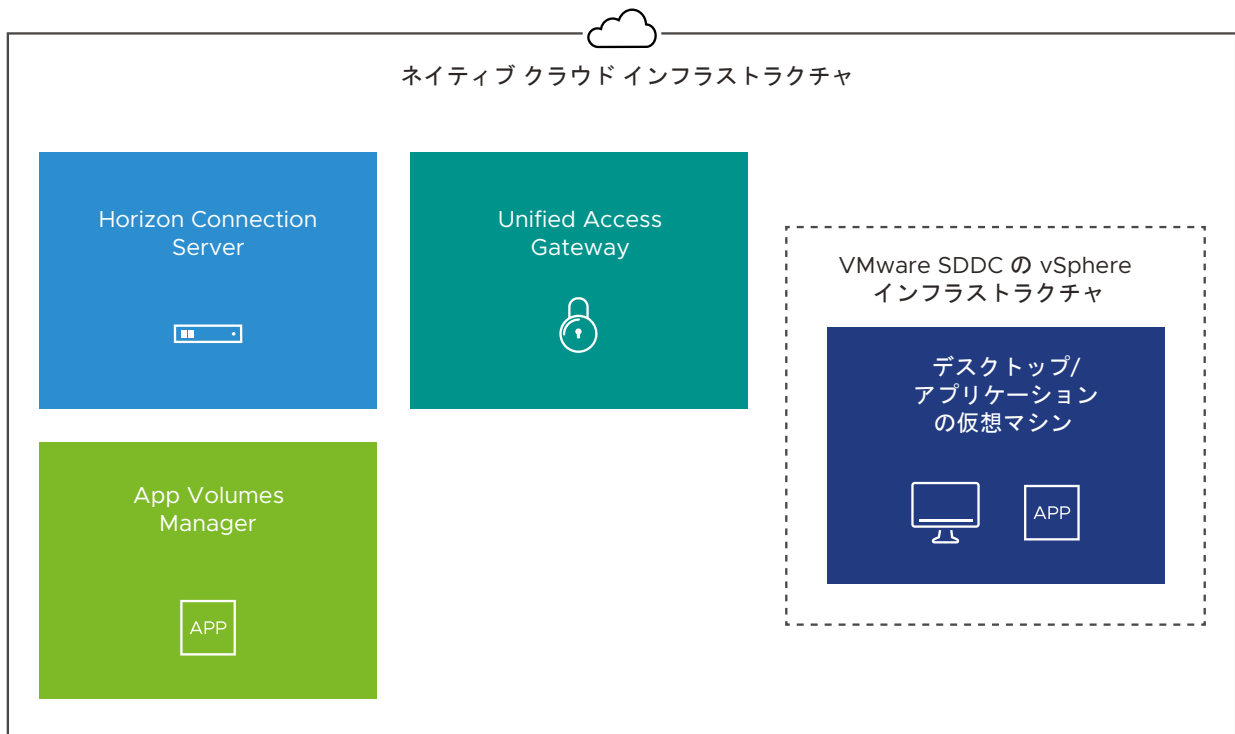 ネイティブ クラウド インフラストラクチャ
Horizon Connection
Server
Unified Access
Gateway
VMware SDDC の vSphere
インフラストラクチャ
デスクトップ/
アプリケーション
の仮想マシン
APP
App Volumes
Manager
APP